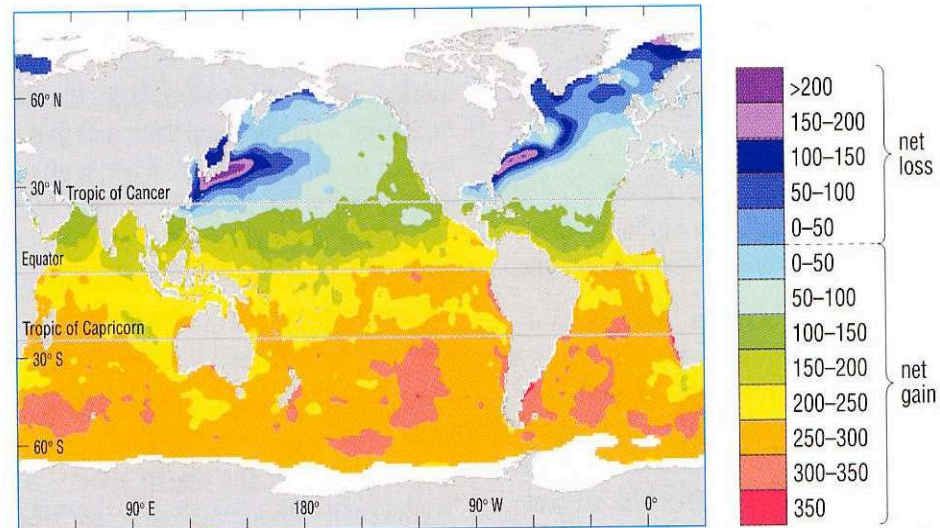 60° N
30° N
Tropic of Cancer
Equator
Tropic of Capricorn
30° S
60° S
90° E
180°
90° W
0°
>200
150–200
100–150
50–100
0–50
net
loss
0–50
50–100
100–150
150–200
200–250
250–300
300–350
350
net
gain